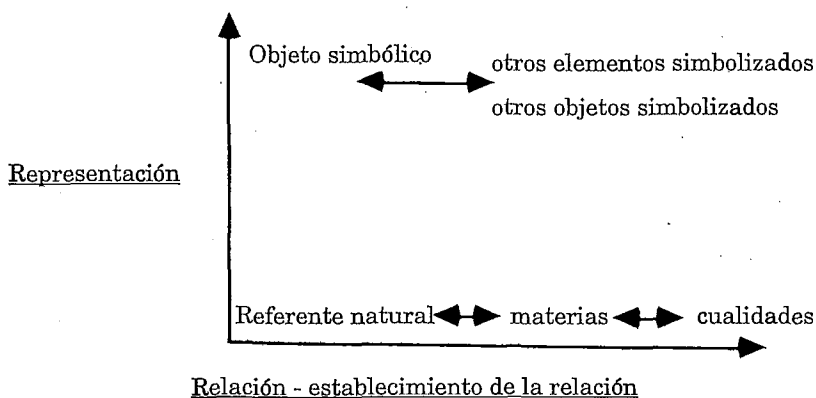 Objeto simbólico
otros elementos simbolizados
otros objetos simbolizados
Representación
Referente natural materias cualidades
Relación - establecimiento de la relación